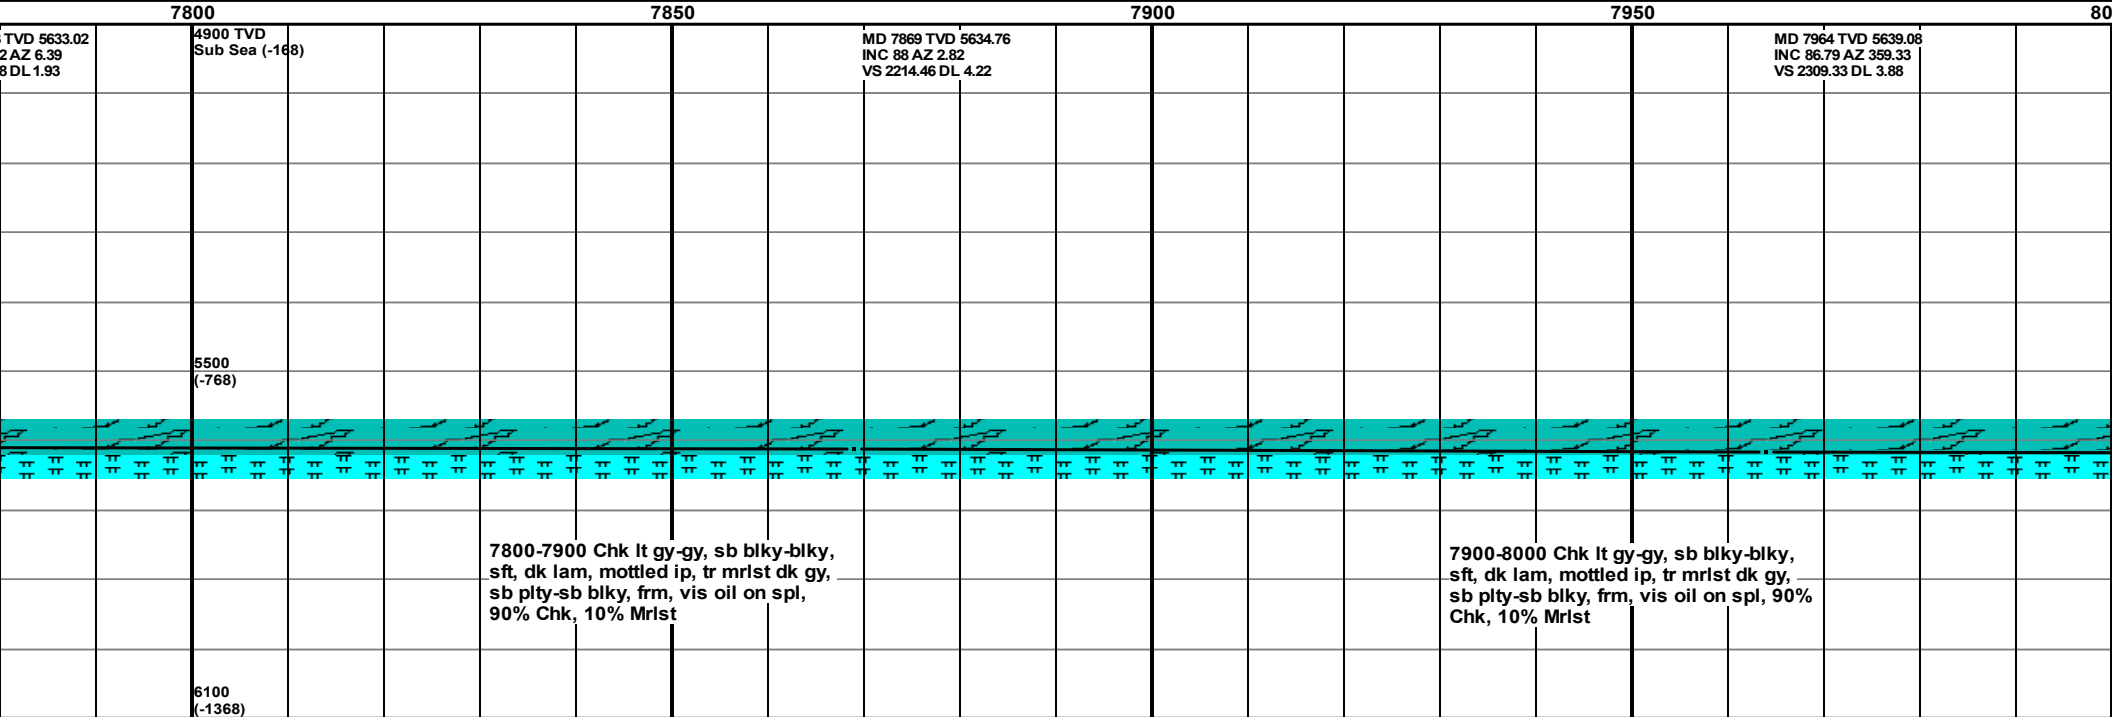 7800 7850 7900 7950 80
TVD 5633.02
2 AZ 6.39
8 DL 1.93
4900 TVD
Sub Sea (-168)
MD 7869 TVD 5634.76
INC 88 AZ 2.82
VS 2214.46 DL 4.22
MD 7964 TVD 5639.08
INC 86.79 AZ 359.33
VS 2309.33 DL 3.88
5500
(-768)
7800-7900 Chk lt gy-gy, sb blky-blky,
sft, dk lam, mottled ip, tr mrlst dk gy,
sb plty-sb blky, frm, vis oil on spl,
90% Chk, 10% Mrlst
7900-8000 Chk lt gy-gy, sb blky-blky,
sft, dk lam, mottled ip, tr mrlst dk gy,
sb plty-sb blky, frm, vis oil on spl, 90%
Chk, 10% Mrlst
6100
(-1368)